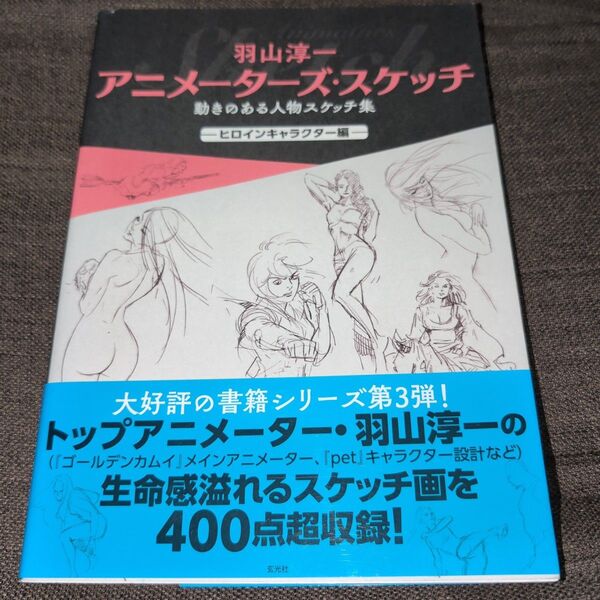 羽山淳一
アニメーターズ・スケッチ
動きのある人物スケッチ集
ヒロインキャラクター編
大好評の書籍シリーズ第3弾!
トップアニメーター・羽山淳一の
(『ゴールデンカムイ』メインアニメーター、『pet』キャラクター設計など)
生命感溢れるスケッチ画を
400点超収録!
玄光社